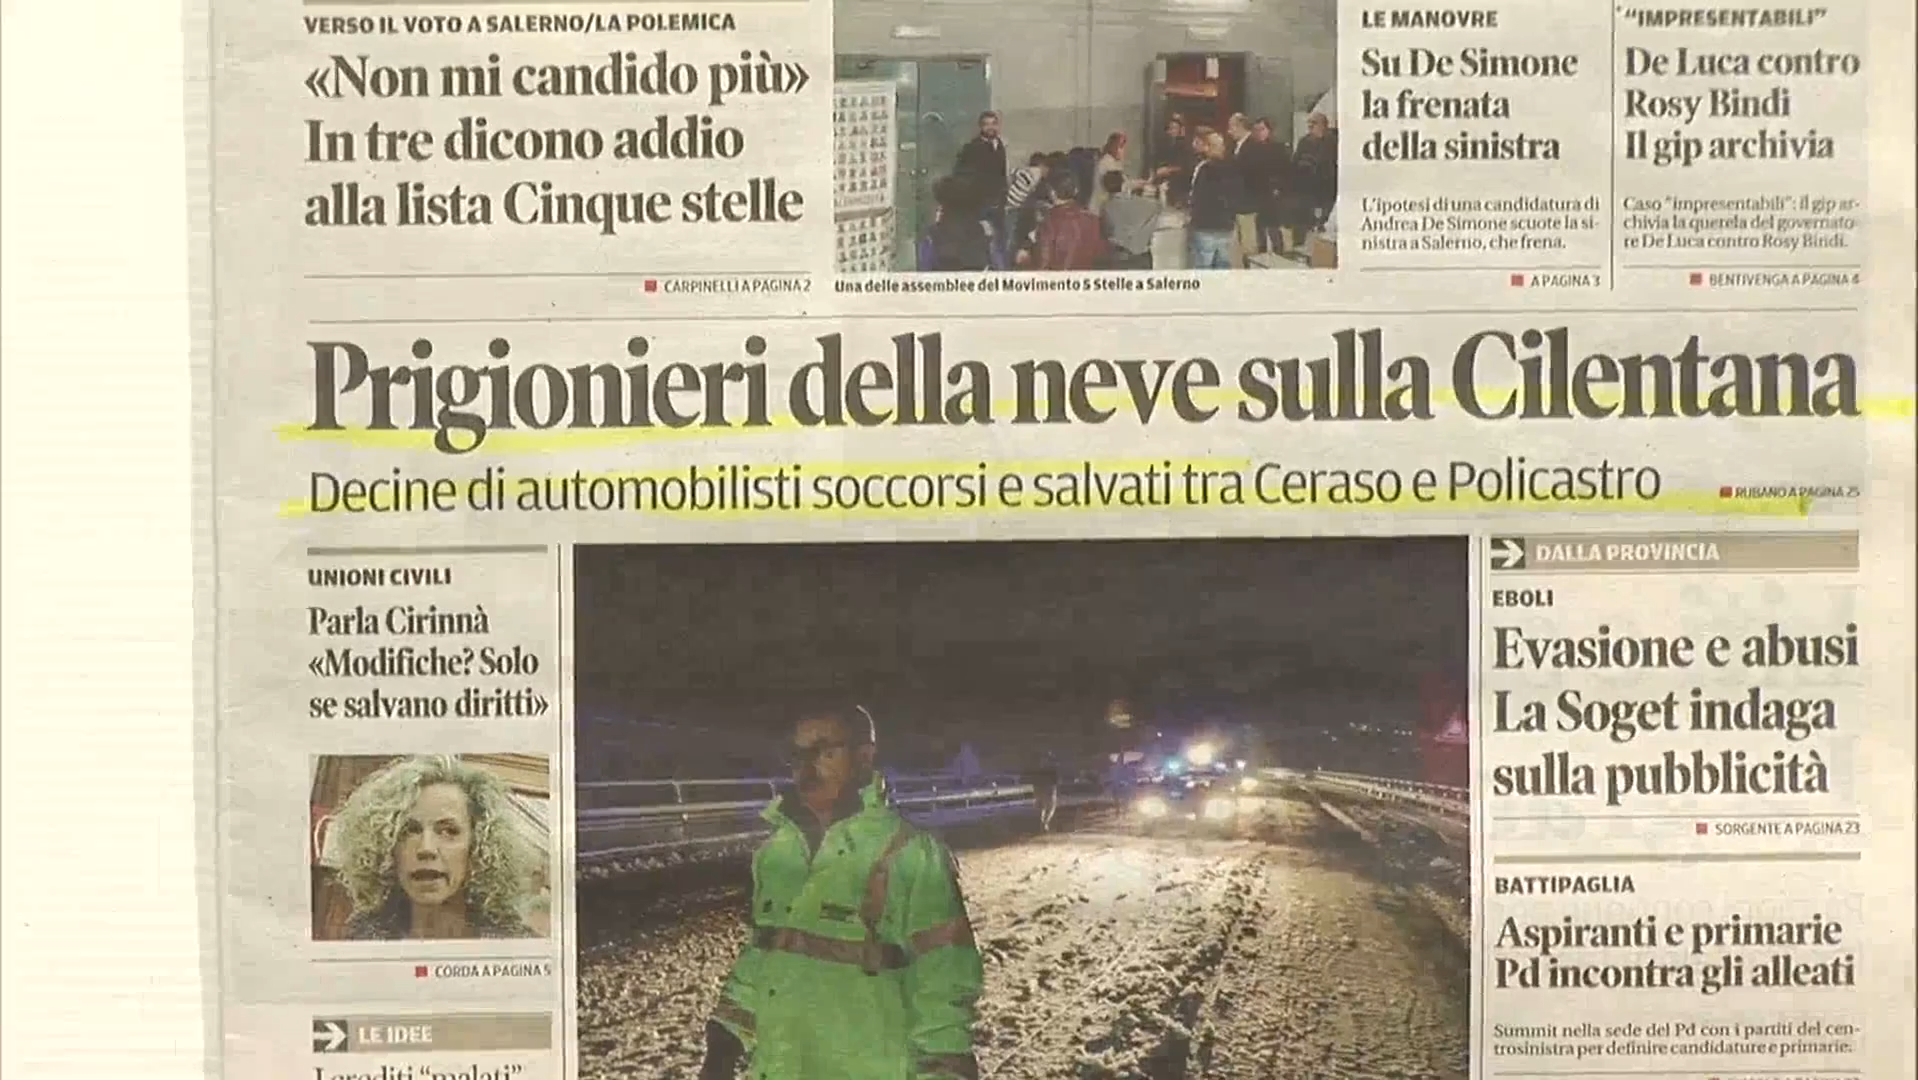 VERSO IL VOTO A SALERNO/LA POLEMICA
«Non mi candido più»
In tre dicono addio
alla lista Cinque stelle
CARPINELLI A PAGINA 2
Una delle assemblee del Movimento 5 Stelle a Salerno
LE MANOVRE
Su De Simone
la frenata
della sinistra
L'ipotesi di una candidatura di
Andrea De Simone scuote la si-
nistra a Salerno, che frena.
A PAGINA 3
"IMPRESENTABILI"
De Luca contro
Rosy Bindi
Il gip archivia
Caso "impresentabili": il gip ar-
chivia la querela del governato-
re De Luca contro Rosy Bindi.
BENTIVENGA A PAGINA 4
Prigionieri della neve sulla Cilentana
Decine di automobilisti soccorsi e salvati tra Ceraso e Policastro
RUBANO A PAGINA 25
UNIONI CIVILI
Parla Cirinnà
«Modifiche? Solo
se salvano diritti»
CORDA A PAGINA 5
LE IDEE
I crediti "malati"
DALLA PROVINCIA
EBOLI
Evasione e abusi
La Soget indaga
sulla pubblicità
SORGENTE A PAGINA 23
BATTIPAGLIA
Aspiranti e primarie
Pd incontra gli alleati
Summit nella sede del Pd con i partiti del cen-
trosinistra per definire candidature e primarie.